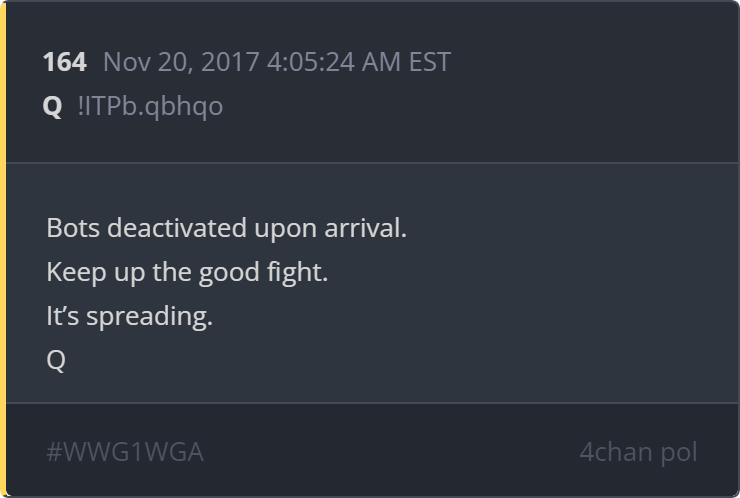 164 Nov 20, 2017 4:05:24 AM EST
Q !ITPb.qbhqo
Bots deactivated upon arrival.
Keep up the good fight.
It’s spreading.
Q
#WWG1WGA 4chan pol